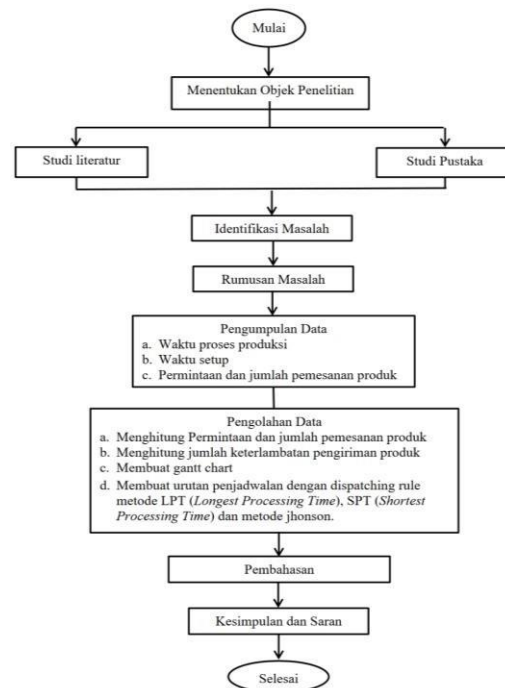 Mulai
Menentukan Objek Penelitian
Studi literatur
Studi Pustaka
Identifikasi Masalah
Rumusan Masalah
Pengumpulan Data
a. Waktu proses produksi
b. Waktu setup
c. Permintaan dan jumlah pemesanan produk
Pengolahan Data
a. Menghitung Permintaan dan jumlah pemesanan produk
b. Menghitung jumlah keterlambatan pengiriman produk
c. Membuat gantt chart
d. Membuat urutan penjadwalan dengan dispatching rule
metode LPT (Longest Processing Time), SPT (Shortest
Processing Time) dan metode jhonson.
Pembahasan
Kesimpulan dan Saran
Selesai